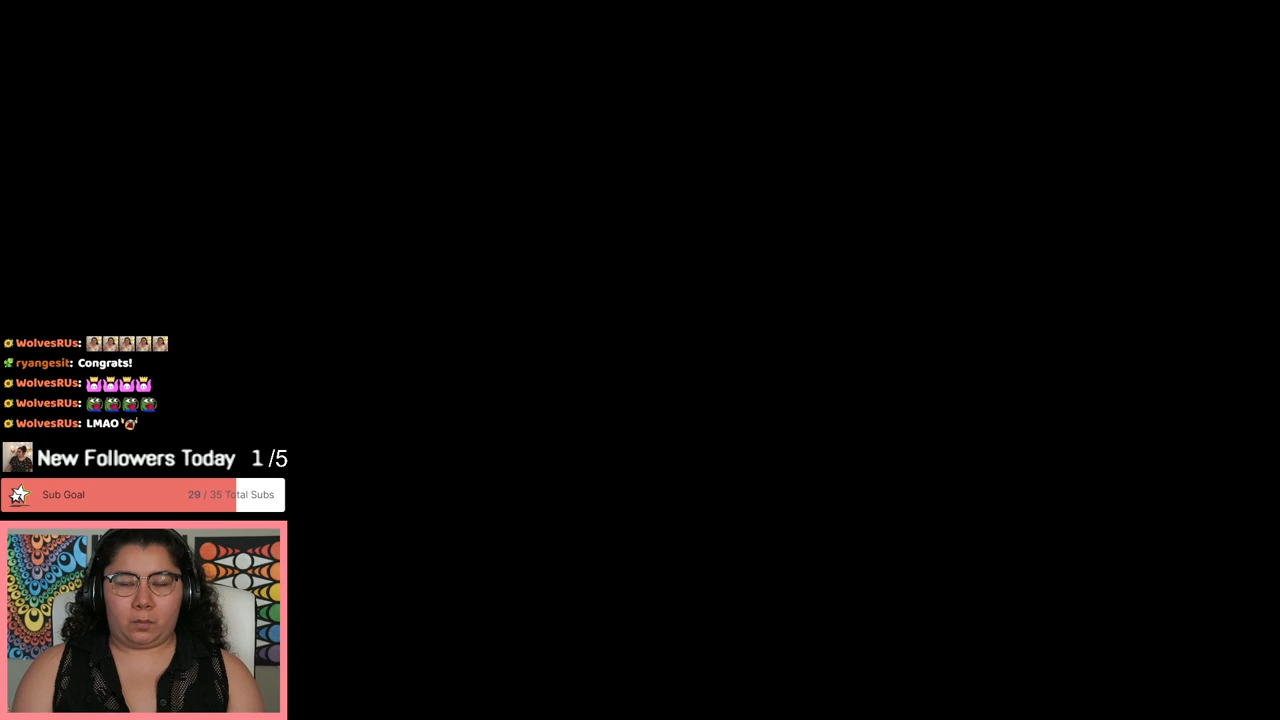 WolvesRUs:
ryangesit: Congrats!
WolvesRUs:
WolvesRUs:
WolvesRUs: LMAO
New Followers Today 1 /5
Sub Goal 29 / 35 Total Subs